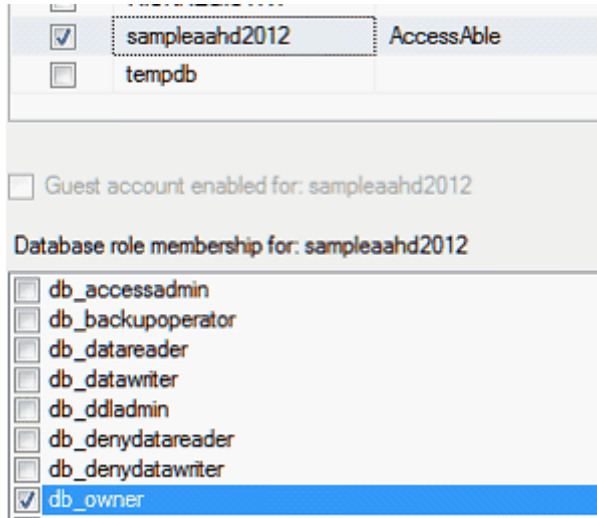 sampleaahd2012 AccessAble
tempdb
Guest account enabled for: sampleaahd2012
Database role membership for: sampleaahd2012
db_accessadmin
db_backupoperator
db_datareader
db_datawriter
db_ddladmin
db_denydatareader
db_denydatawriter
db_owner